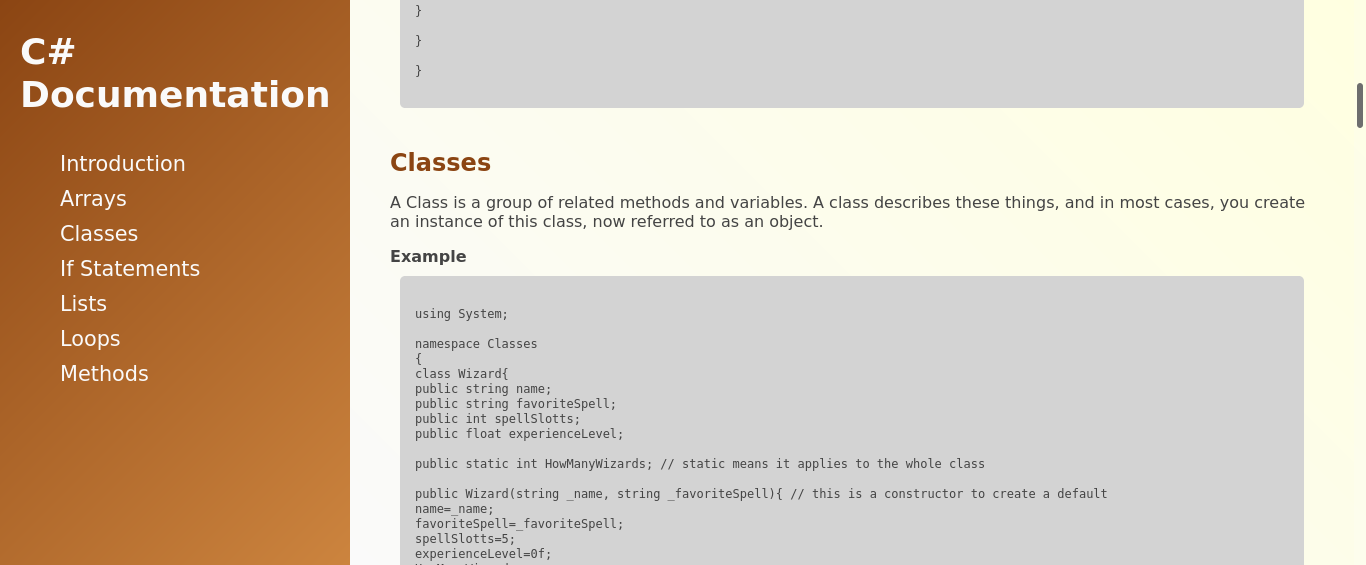 C#
Documentation
Introduction
Arrays
Classes
If Statements
Lists
Loops
Methods
}
}
}
Classes
A Class is a group of related methods and variables. A class describes these things, and in most cases, you create
an instance of this class, now referred to as an object.
Example
using System;
namespace Classes
{
class Wizard{
public string name;
public string favoriteSpell;
public int spellSlotts;
public float experienceLevel;
public static int HowManyWizards; // static means it applies to the whole class
public Wizard(string _name, string _favoriteSpell){ // this is a constructor to create a default
name=_name;
favoriteSpell=_favoriteSpell;
spellSlotts=5;
experienceLevel=0f;